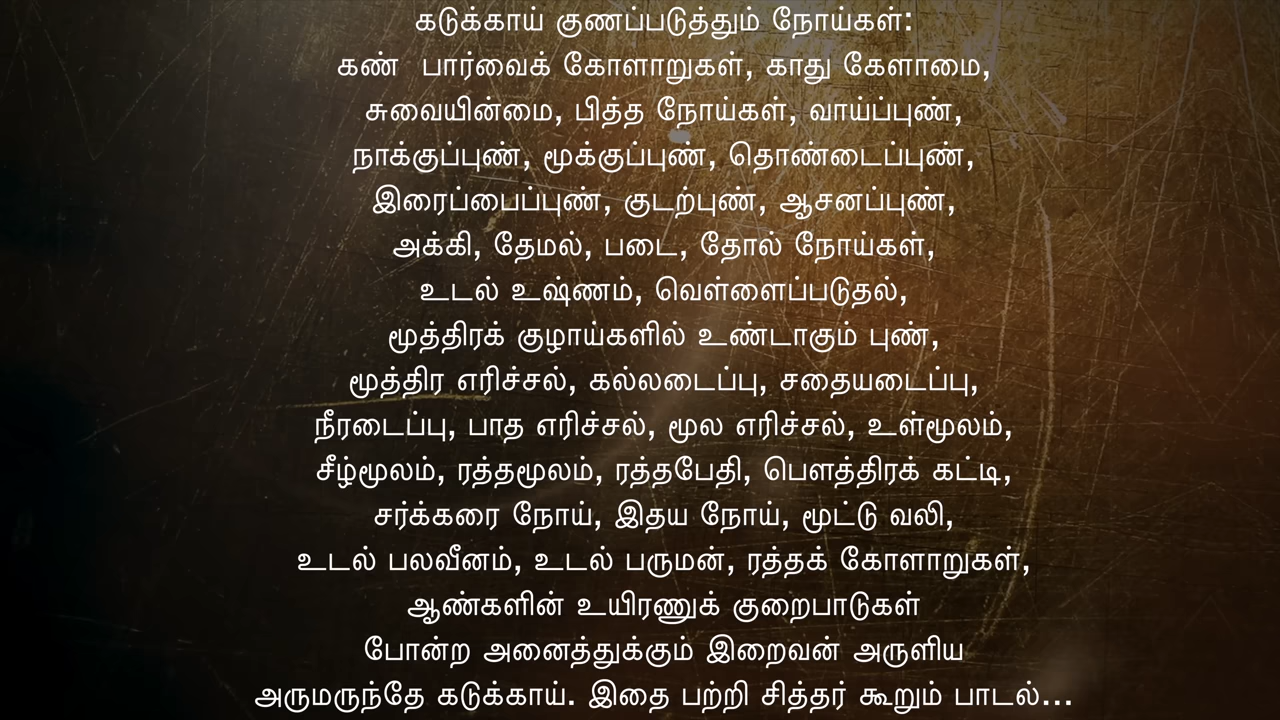 கடுக்காய் குணப்படுத்தும் நோய்கள்:
கண்  பார்வைக் கோளாறுகள், காது கேளாமை,
சுவையின்மை, பித்த நோய்கள், வாய்ப்புண்,
நாக்குப்புண், மூக்குப்புண், தொண்டைப்புண்,
இரைப்பைப்புண், குடற்புண், ஆசனப்புண்,
அக்கி, தேமல், படை, தோல் நோய்கள்,
உடல் உஷ்ணம், வெள்ளைப்படுதல்,
மூத்திரக் குழாய்களில் உண்டாகும் புண்,
மூத்திர எரிச்சல், கல்லடைப்பு, சதையடைப்பு,
நீரடைப்பு, பாத எரிச்சல், மூல எரிச்சல், உள்மூலம்,
சீழ்மூலம், ரத்தமூலம், ரத்தபேதி, பௌத்திரக் கட்டி,
சர்க்கரை நோய், இதய நோய், மூட்டு வலி,
உடல் பலவீனம், உடல் பருமன், ரத்தக் கோளாறுகள்,
ஆண்களின் உயிரணுக் குறைபாடுகள்
போன்ற அனைத்துக்கும் இறைவன் அருளிய
அருமருந்தே கடுக்காய். இதை பற்றி சித்தர் கூறும் பாடல்...